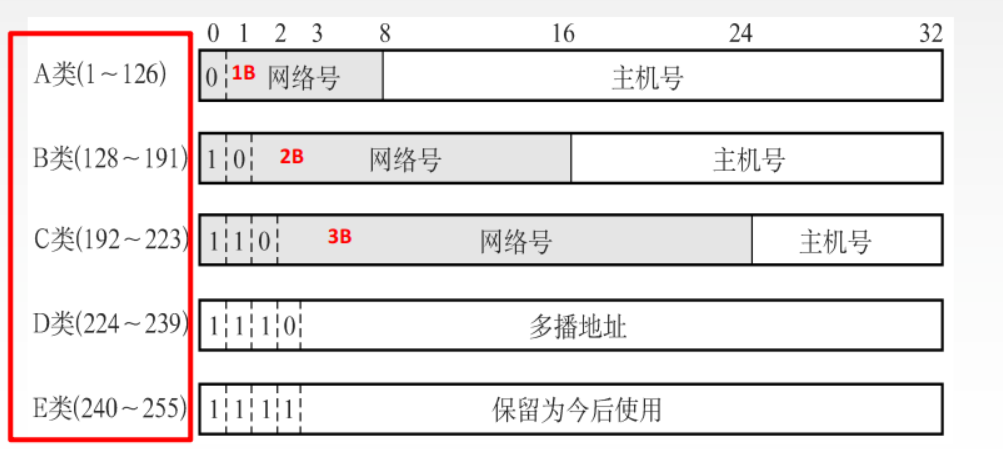 0 1 2 3 8 16 24 32
A类(1~126) 0 1B 网络号 主机号
B类(128~191) 1 0 2B 网络号 主机号
C类(192~223) 1 1 0 3B 网络号 主机号
D类(224~239) 1 1 1 0 多播地址
E类(240~255) 1 1 1 1 保留为今后使用